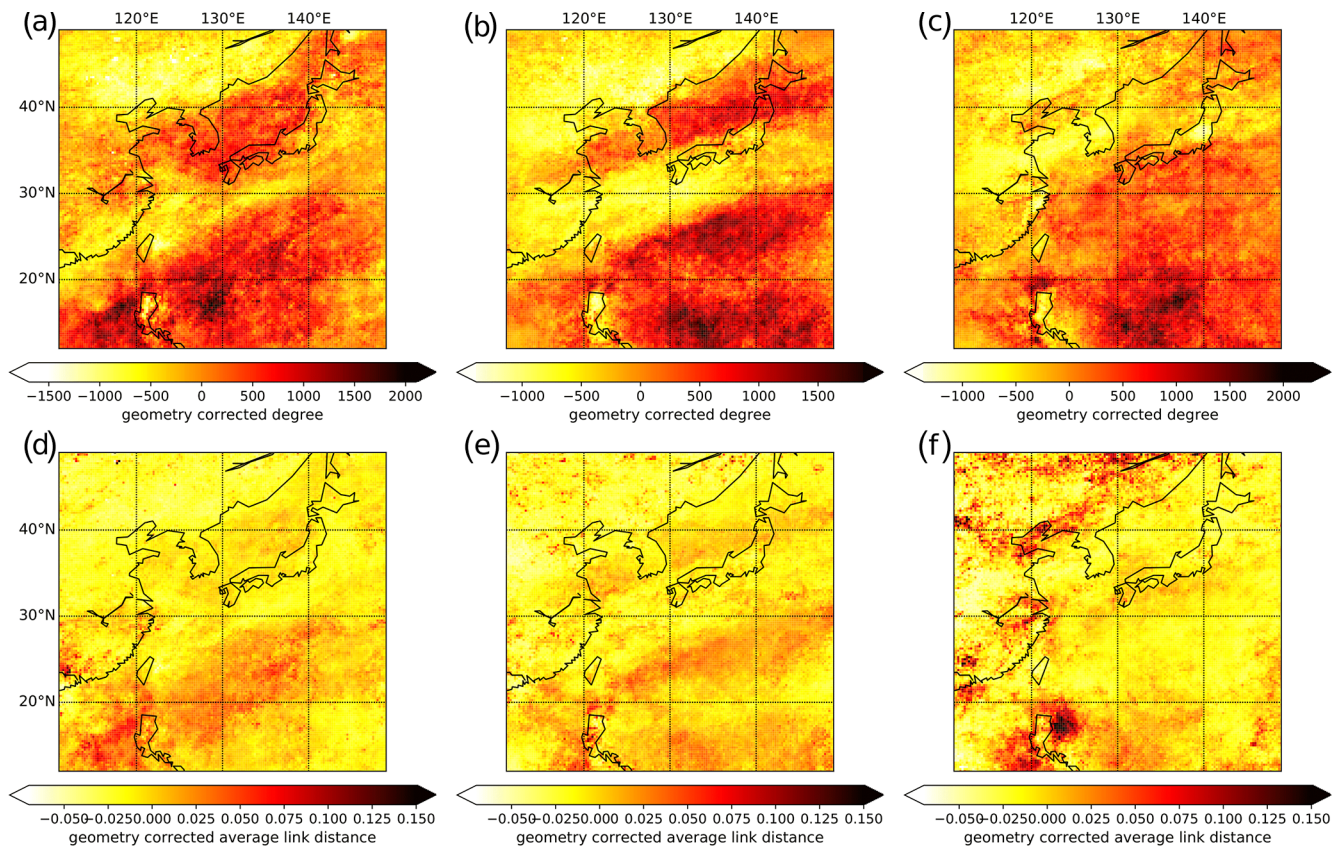 (a) 120°E 130°E 140°E (b) 120°E 130°E 140°E (c) 120°E 130°E 140°E
40°N
30°N
20°N
−1500 −1000 −500 0 500 1000 1500 2000
geometry corrected degree
−1000 −500 0 500 1000 1500
geometry corrected degree
−1000 −500 0 500 1000 1500 2000
geometry corrected degree
(d) (e) (f)
40°N
30°N
20°N
−0.050 −0.025 0.000 0.025 0.050 0.075 0.100 0.125 0.150
geometry corrected average link distance
−0.050 −0.025 0.000 0.025 0.050 0.075 0.100 0.125 0.150
geometry corrected average link distance
−0.050 −0.025 0.000 0.025 0.050 0.075 0.100 0.125 0.150
geometry corrected average link distance